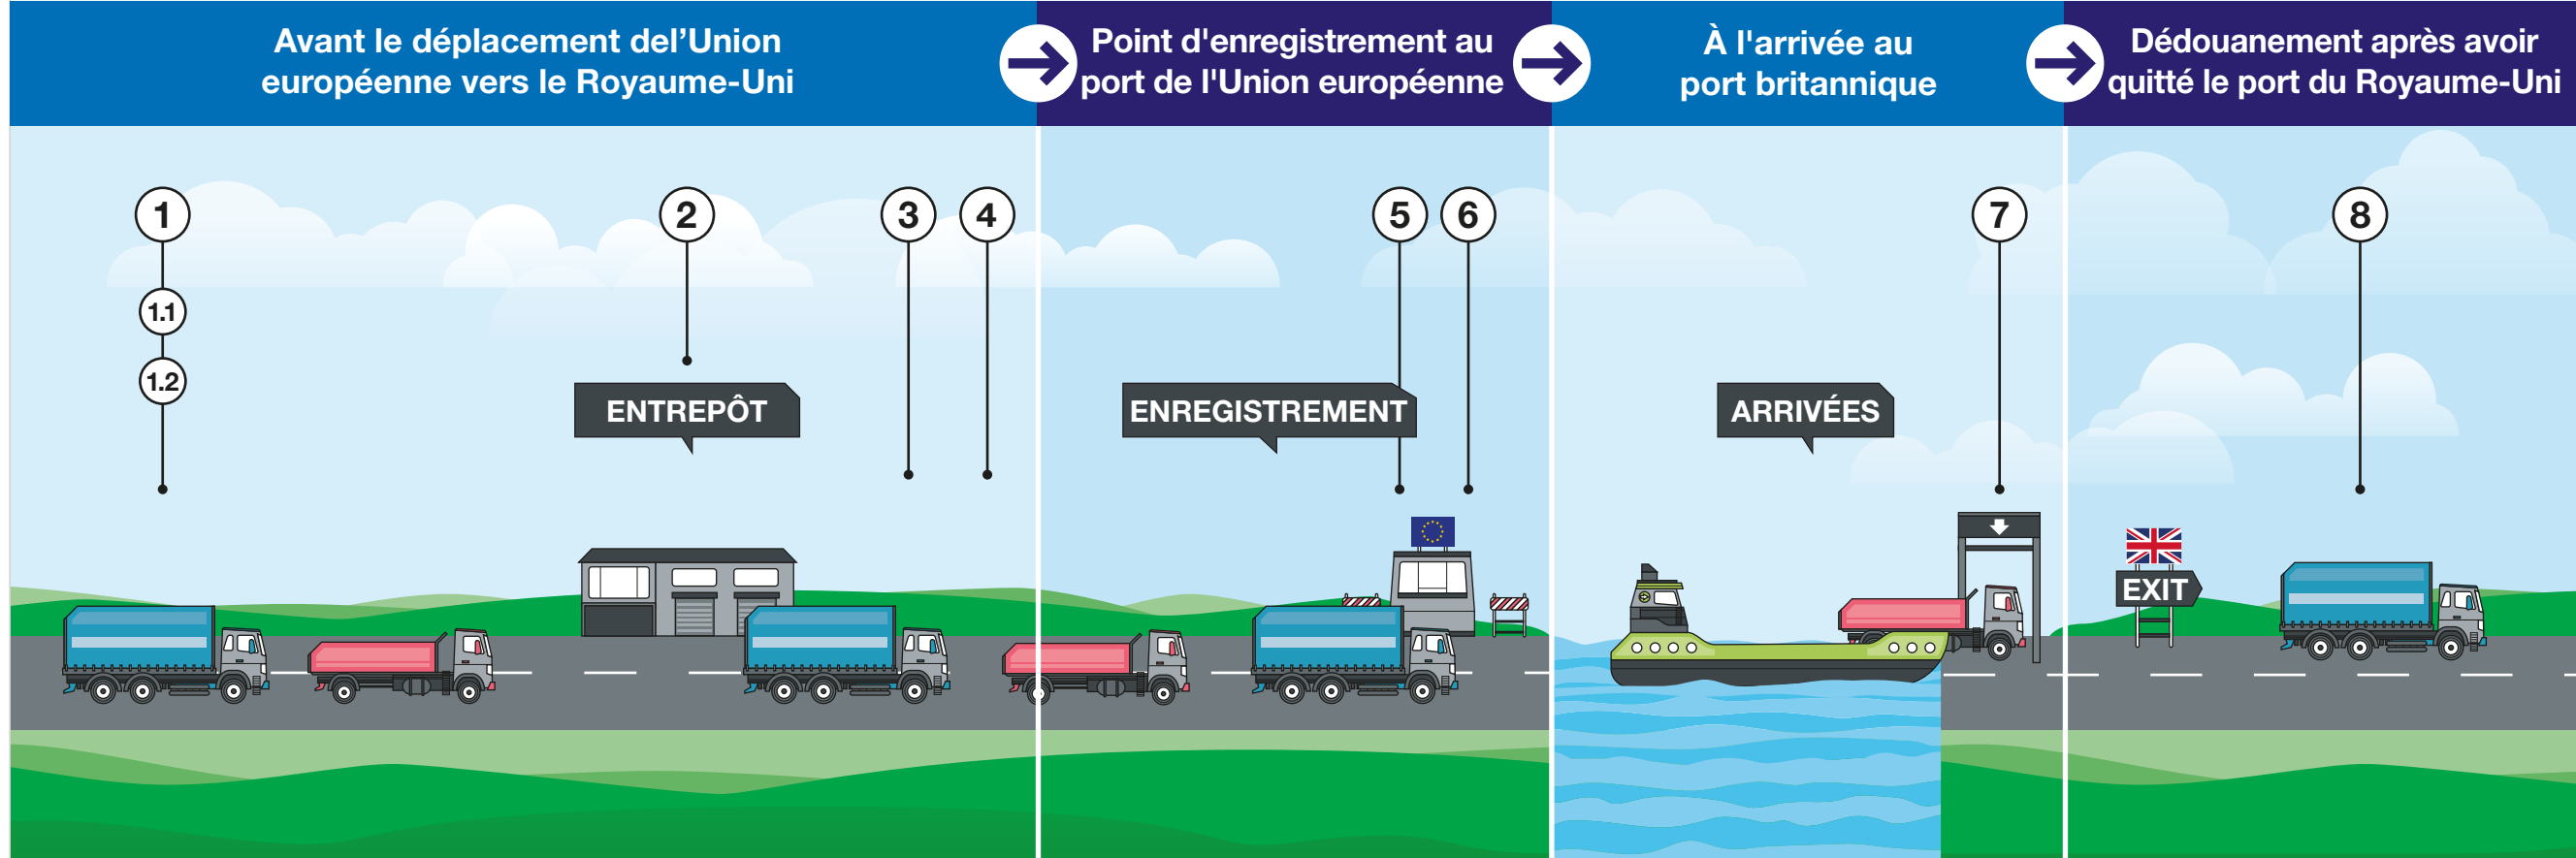 Avant le déplacement del’Union
européenne vers le Royaume-Uni
Point d'enregistrement au
port de l'Union européenne
À l'arrivée au
port britannique
Dédouanement après avoir
quitté le port du Royaume-Uni
1
1.1
1.2
2
3
4
5
6
7
8
ENTREPÔT
ENREGISTREMENT
ARRIVÉES
EXIT